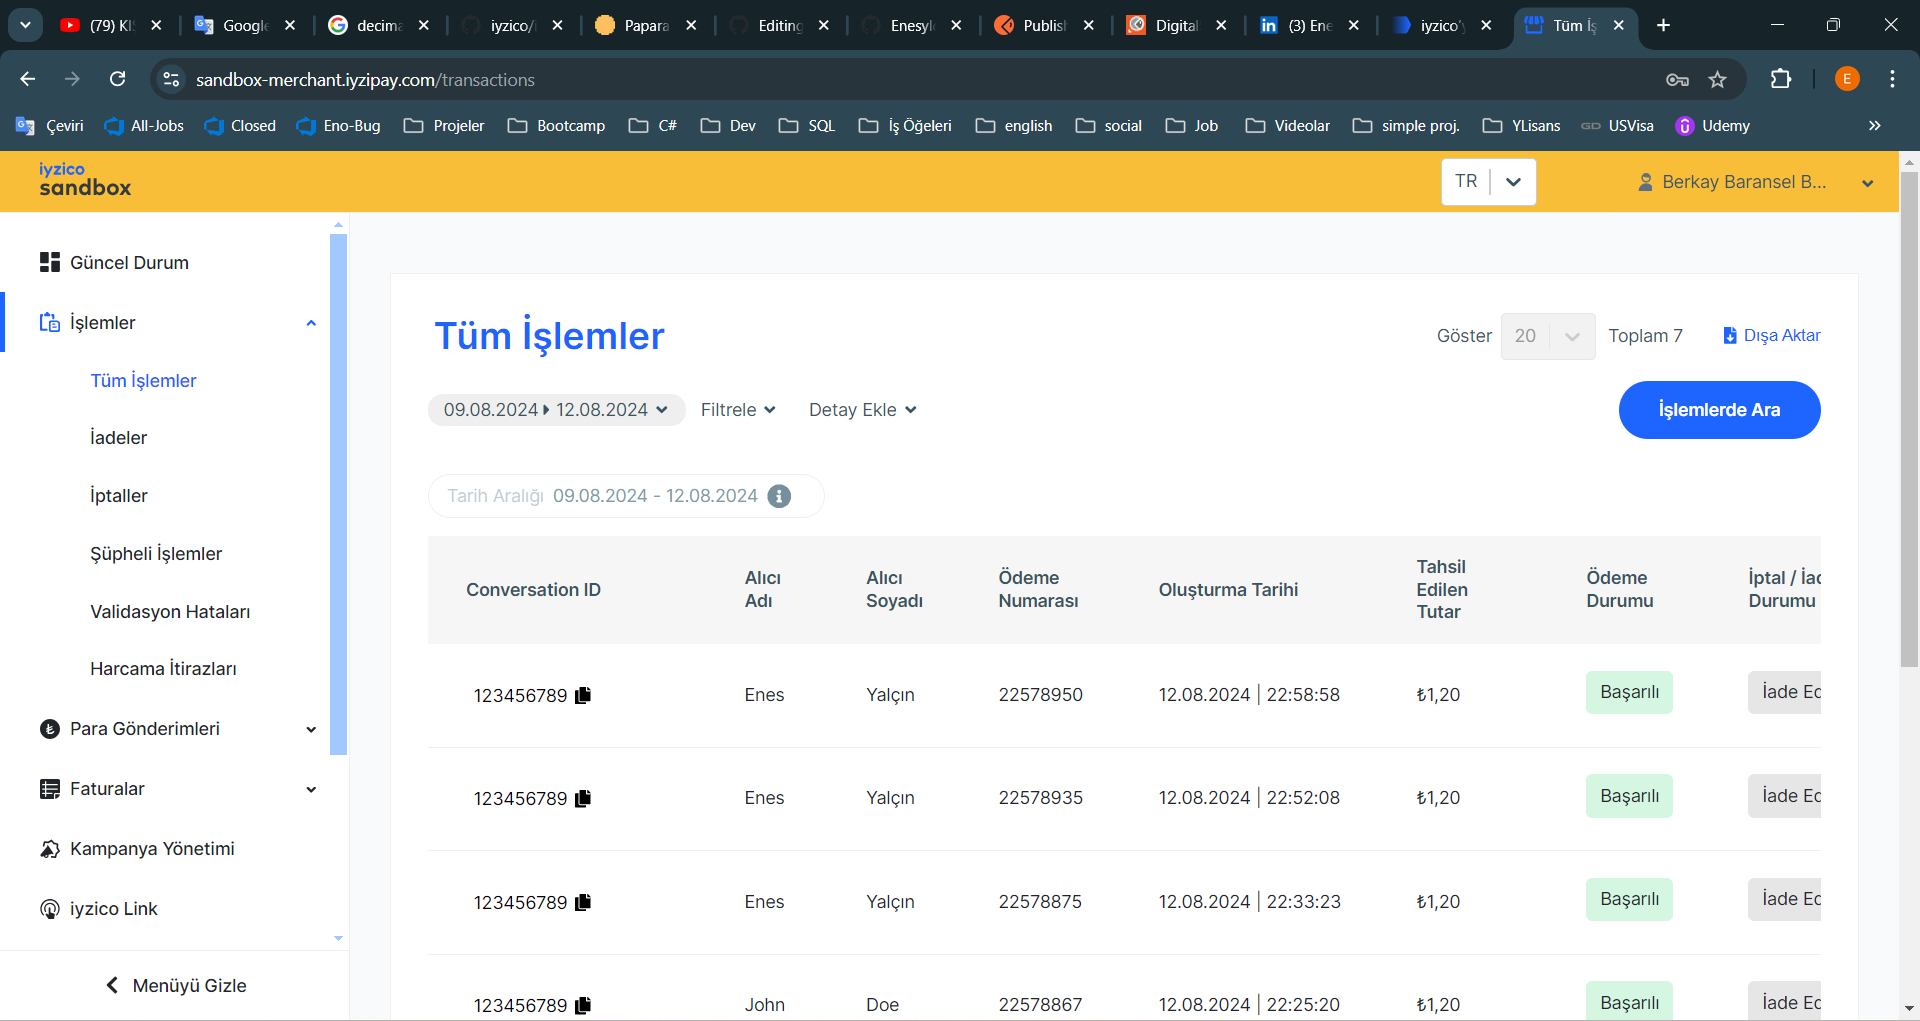 (79) KI
Google
decima
iyzico/i
Papara
Editing
Enesyl
Publish
Digital
(3) Ene
iyzico'y
Tüm İş
sandbox-merchant.iyzipay.com/transactions
E
Çeviri
All-Jobs
Closed
Eno-Bug
Projeler
Bootcamp
C#
Dev
SQL
İş Öğeleri
english
social
Job
Videolar
simple proj.
YLisans
USVisa
Udemy
iyzico
sandbox
TR
Berkay Baransel B...
Güncel Durum
İşlemler
Tüm İşlemler
İadeler
İptaller
Şüpheli İşlemler
Validasyon Hataları
Harcama İtirazları
Para Gönderimleri
Faturalar
Kampanya Yönetimi
iyzico Link
Menüyü Gizle
Tüm İşlemler
Göster 20 Toplam 7 Dışa Aktar
09.08.2024 12.08.2024 Filtrele Detay Ekle
İşlemlerde Ara
Tarih Aralığı 09.08.2024 - 12.08.2024
Conversation ID
Alıcı
Adı
Alıcı
Soyadı
Ödeme
Numarası
Oluşturma Tarihi
Tahsil
Edilen
Tutar
Ödeme
Durumu
İptal / İac
Durumu
123456789 Enes Yalçın 22578950 12.08.2024 | 22:58:58 ₺1,20 Başarılı İade Ed
123456789 Enes Yalçın 22578935 12.08.2024 | 22:52:08 ₺1,20 Başarılı İade Ed
123456789 Enes Yalçın 22578875 12.08.2024 | 22:33:23 ₺1,20 Başarılı İade Ed
123456789 John Doe 22578867 12.08.2024 | 22:25:20 ₺1,20 Başarılı İade Ed